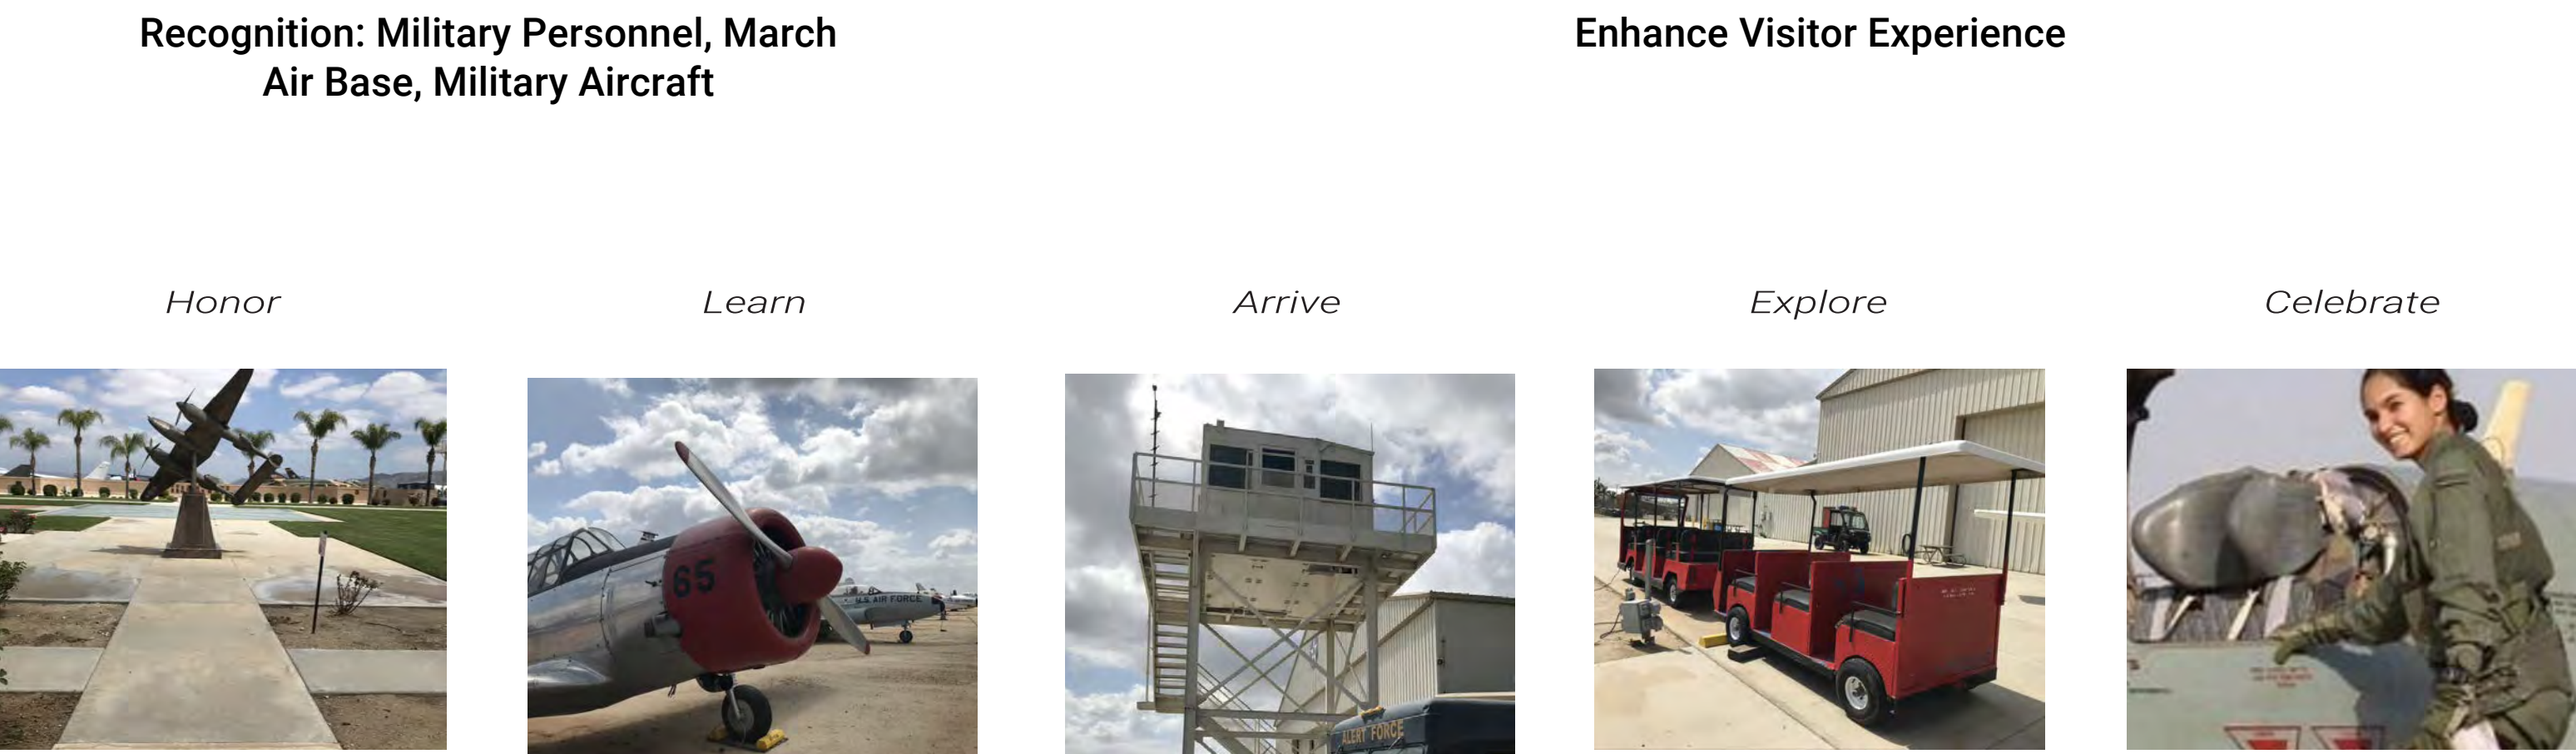 Recognition: Military Personnel, March
Air Base, Military Aircraft
Enhance Visitor Experience
Honor
Learn
Arrive
Explore
Celebrate
65
U.S. AIR FORCE
ALERT FORCE